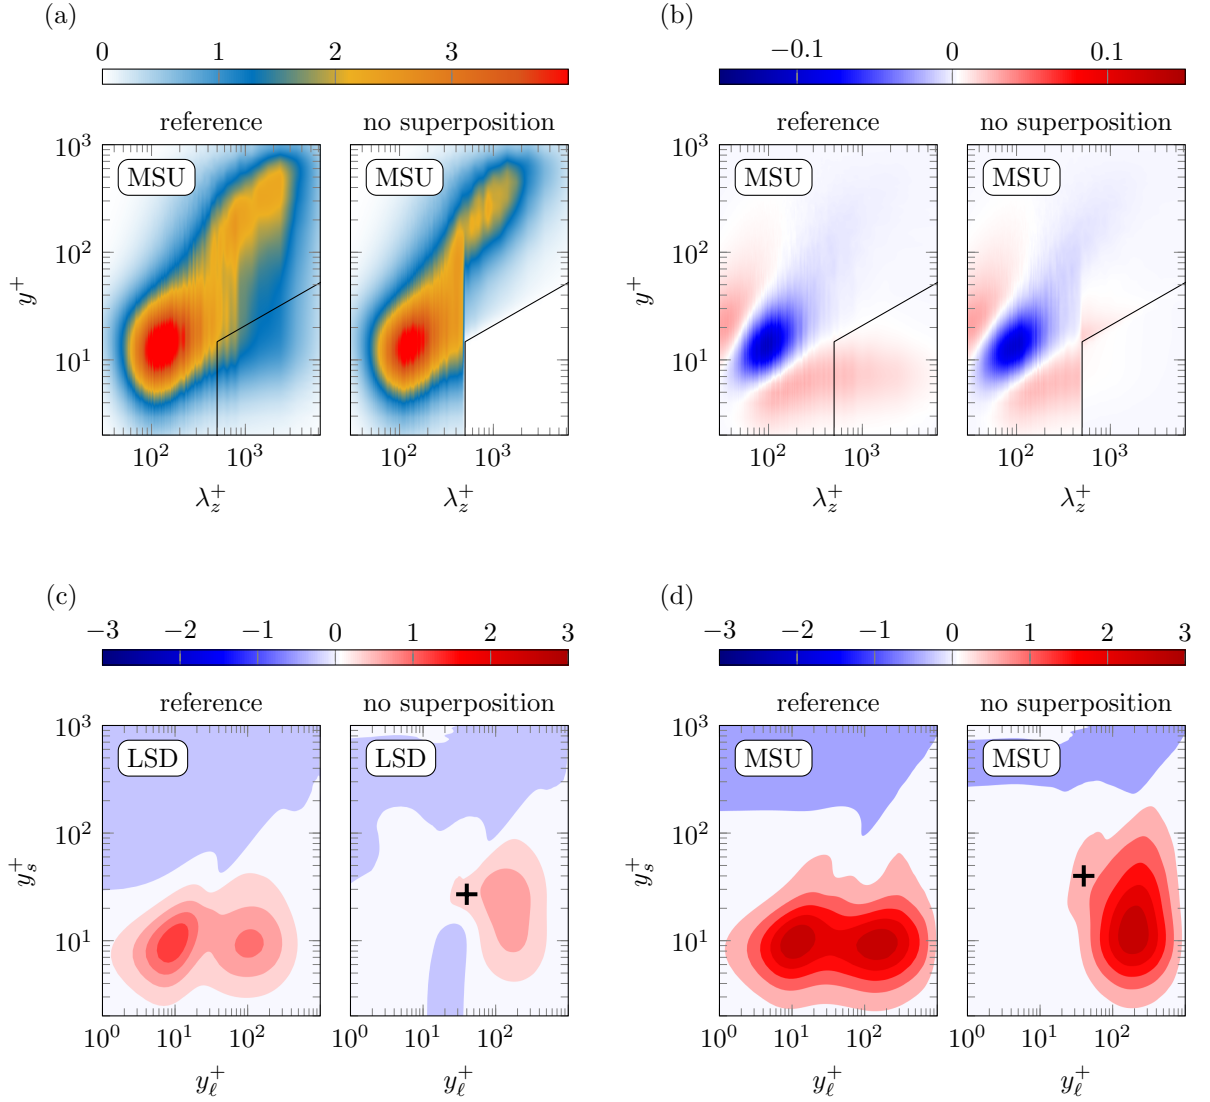 (a) (b)
0 1 2 3 −0.1 0 0.1
reference no superposition reference no superposition
10^3 MSU MSU 10^3 MSU MSU
10^2 10^2
y^+
10^1 10^1
10^2 10^3 10^2 10^3 10^2 10^3 10^2 10^3
λ_z^+ λ_z^+ λ_z^+ λ_z^+
(c) (d)
−3 −2 −1 0 1 2 3 −3 −2 −1 0 1 2 3
reference no superposition reference no superposition
10^3 LSD LSD 10^3 MSU MSU
10^2 10^2
y_s^+ y_s^+
10^1 10^1
10^0 10^1 10^2 10^0 10^1 10^2 10^0 10^1 10^2 10^0 10^1 10^2
y_ℓ^+ y_ℓ^+ y_ℓ^+ y_ℓ^+